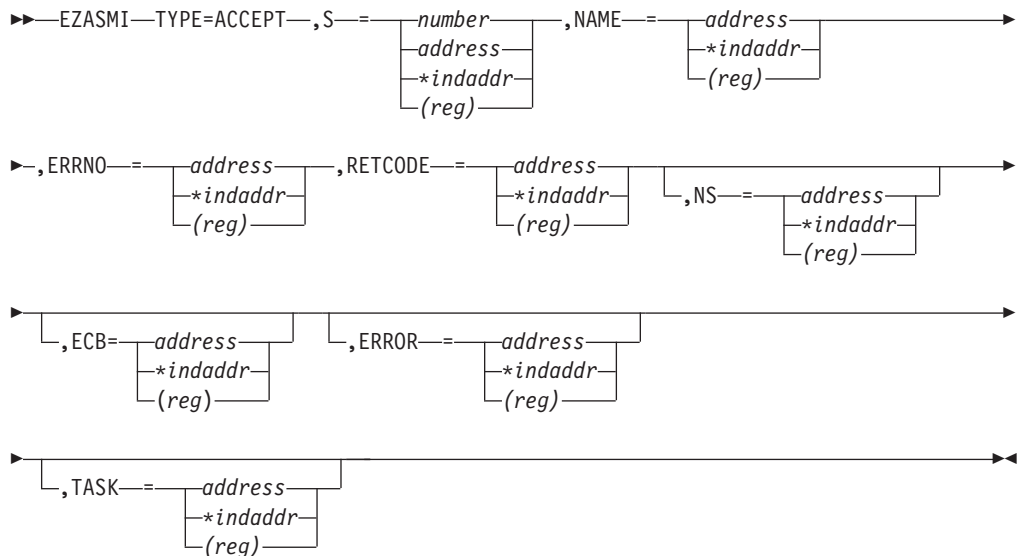 EZASMI TYPE=ACCEPT ,S = number ,NAME = address
address *indaddr
*indaddr (reg)
(reg)
,ERRNO = address ,RETCODE = address ,NS = address
*indaddr *indaddr *indaddr
(reg) (reg) (reg)
,ECB= address ,ERROR = address
*indaddr *indaddr
(reg) (reg)
,TASK = address
*indaddr
(reg)